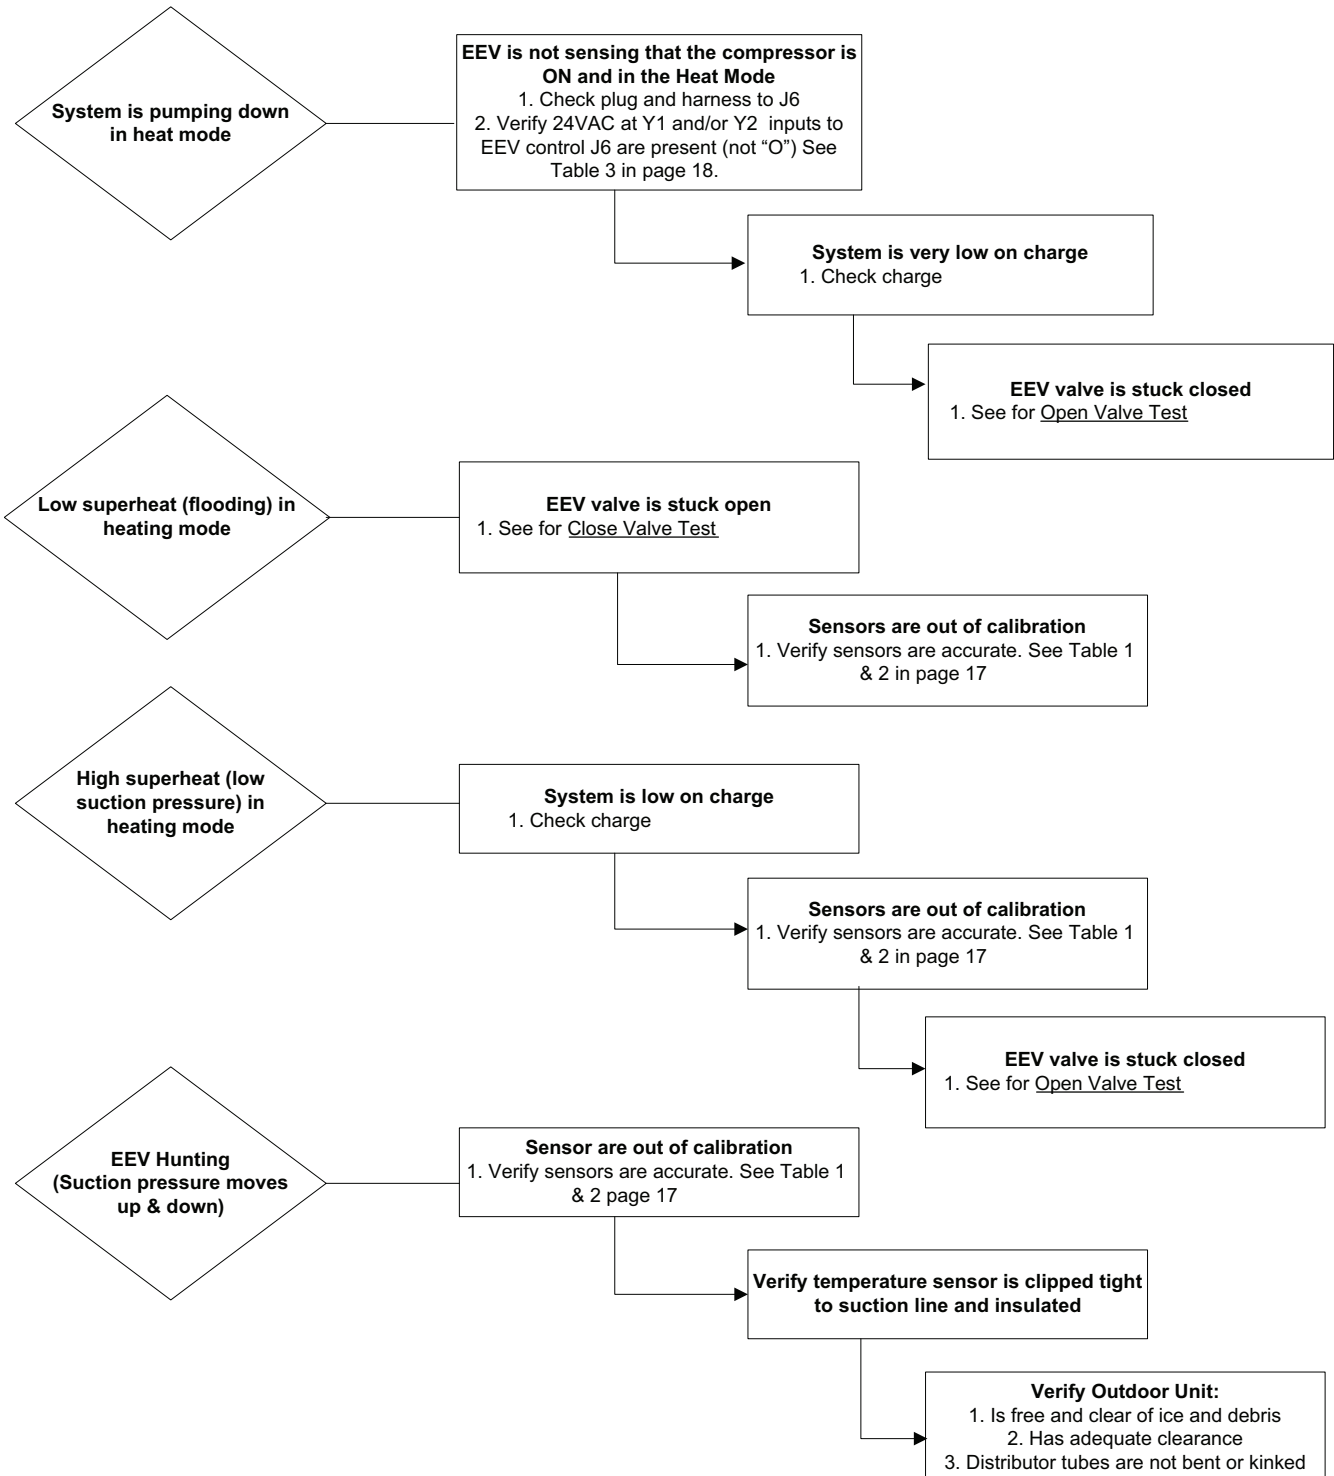 System is pumping down
in heat mode
EEV is not sensing that the compressor is
ON and in the Heat Mode
1. Check plug and harness to J6
2. Verify 24VAC at Y1 and/or Y2 inputs to
EEV control J6 are present (not “O”) See
Table 3 in page 18.
System is very low on charge
1. Check charge
EEV valve is stuck closed
1. See for Open Valve Test
Low superheat (flooding) in
heating mode
EEV valve is stuck open
1. See for Close Valve Test
Sensors are out of calibration
1. Verify sensors are accurate. See Table 1
& 2 in page 17
High superheat (low
suction pressure) in
heating mode
System is low on charge
1. Check charge
Sensors are out of calibration
1. Verify sensors are accurate. See Table 1
& 2 in page 17
EEV valve is stuck closed
1. See for Open Valve Test
EEV Hunting
(Suction pressure moves
up & down)
Sensor are out of calibration
1. Verify sensors are accurate. See Table 1
& 2 page 17
Verify temperature sensor is clipped tight
to suction line and insulated
Verify Outdoor Unit:
1. Is free and clear of ice and debris
2. Has adequate clearance
3. Distributor tubes are not bent or kinked